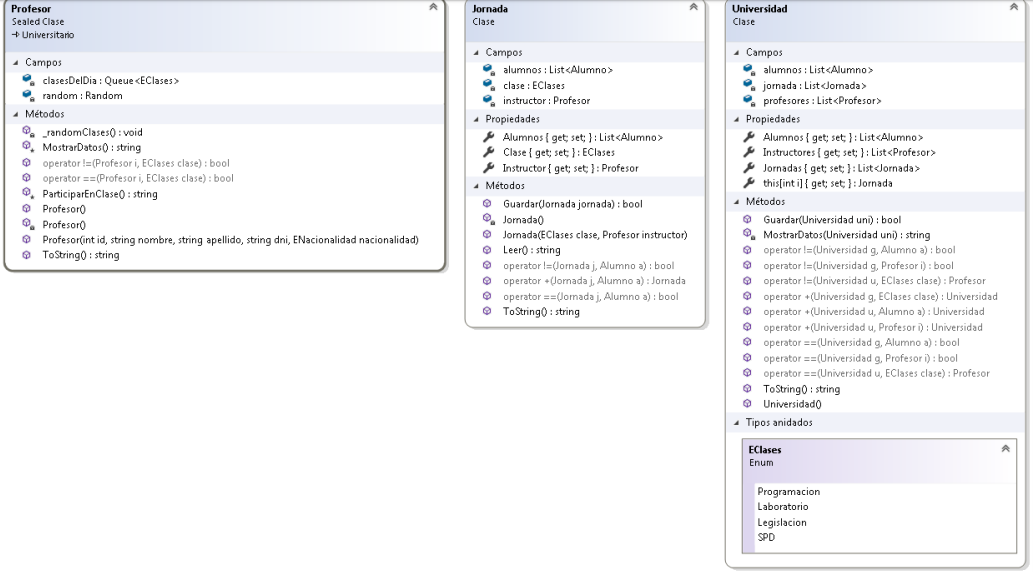 Profesor
Sealed Clase
Universitario
Campos
clasesDelDia : Queue<EClases>
random : Random
Métodos
_randomClases() : void
MostrarDatos() : string
operator !=(Profesor i, EClases clase) : bool
operator ==(Profesor i, EClases clase) : bool
ParticiparEnClase() : string
Profesor()
Profesor()
Profesor(int id, string nombre, string apellido, string dni, ENacionalidad nacionalidad)
ToString() : string
Jornada
Clase
Campos
alumnos : List<Alumno>
clase : EClases
instructor : Profesor
Propiedades
Alumnos { get; set; } : List<Alumno>
Clase { get; set; } : EClases
Instructor { get; set; } : Profesor
Métodos
Guardar(Jornada jornada) : bool
Jornada()
Jornada(EClases clase, Profesor instructor)
Leer() : string
operator !=(Jornada j, Alumno a) : bool
operator +(Jornada j, Alumno a) : Jornada
operator ==(Jornada j, Alumno a) : bool
ToString() : string
Universidad
Clase
Campos
alumnos : List<Alumno>
jornada : List<Jornada>
profesores : List<Profesor>
Propiedades
Alumnos { get; set; } : List<Alumno>
Instructores { get; set; } : List<Profesor>
Jornadas { get; set; } : List<Jornada>
this[int i] { get; set; } : Jornada
Métodos
Guardar(Universidad uni) : bool
MostrarDatos(Universidad uni) : string
operator !=(Universidad g, Alumno a) : bool
operator !=(Universidad g, Profesor i) : bool
operator !=(Universidad u, EClases clase) : Profesor
operator +(Universidad g, EClases clase) : Universidad
operator +(Universidad u, Alumno a) : Universidad
operator +(Universidad u, Profesor i) : Universidad
operator ==(Universidad g, Alumno a) : bool
operator ==(Universidad g, Profesor i) : bool
operator ==(Universidad u, EClases clase) : Profesor
ToString() : string
Universidad()
Tipos anidados
EClases
Enum
Programacion
Laboratorio
Legislacion
SPD